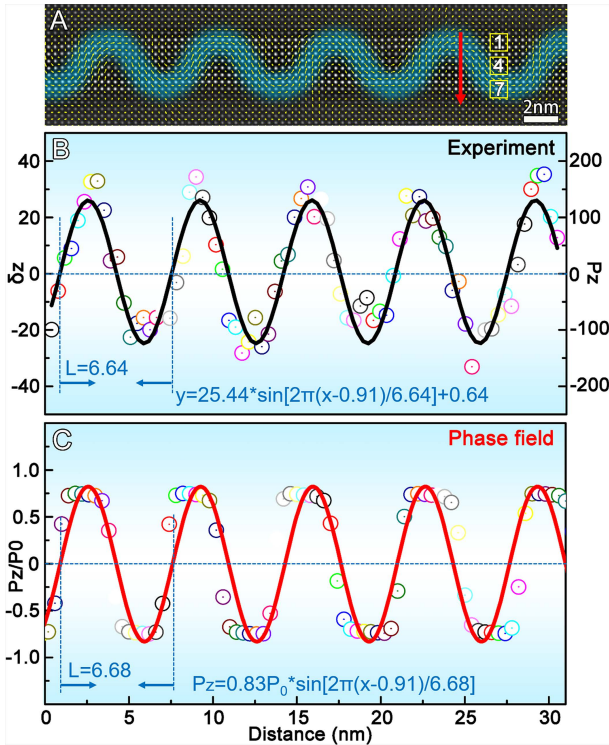 A
1
4
7
2nm
B
Experiment
40
20
0
-20
-40
δz
200
100
0
-100
-200
Pz
L=6.64
y=25.44*sin[2π(x-0.91)/6.64]+0.64
C
Phase field
1.0
0.5
0
-0.5
-1.0
Pz/P0
L=6.68
Pz=0.83P₀*sin[2π(x-0.91)/6.68]
0 5 10 15 20 25 30
Distance (nm)